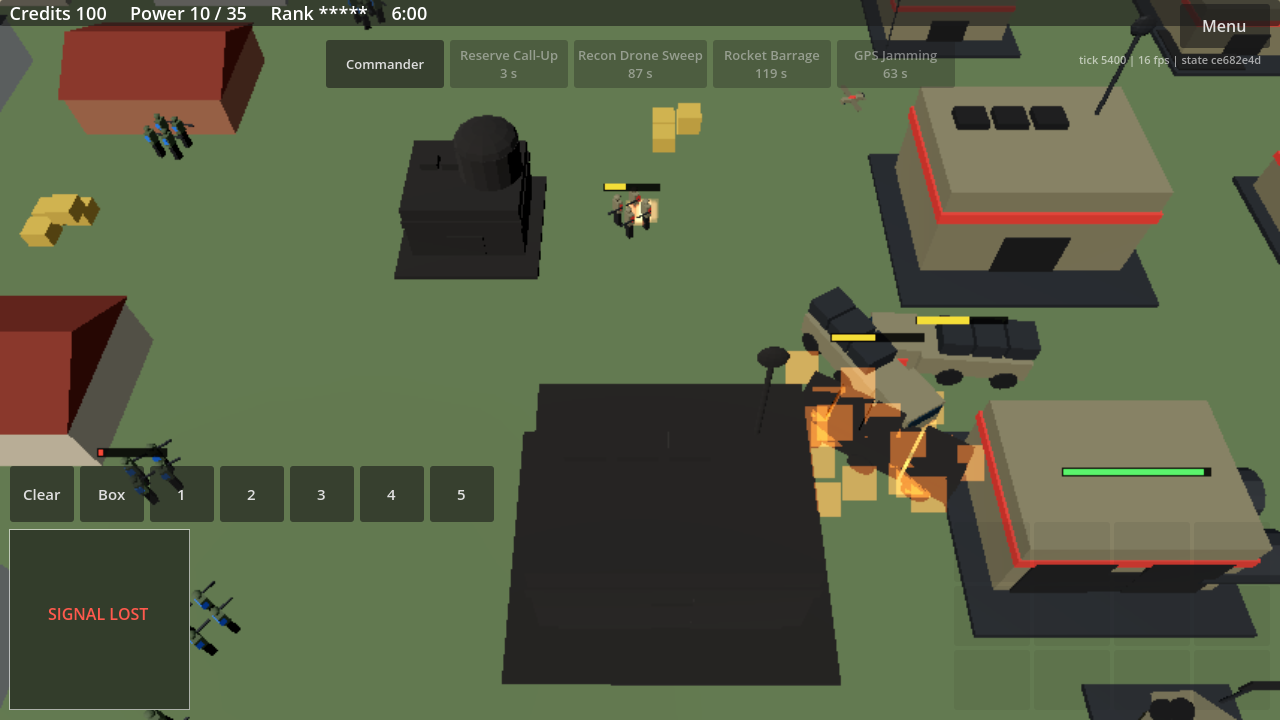 Credits 100 Power 10 / 35 Rank ***** 6:00
Menu
Commander
Reserve Call-Up
3 s
Recon Drone Sweep
87 s
Rocket Barrage
119 s
GPS Jamming
63 s
tick 5400 | 16 fps | state ce682e4d
Clear
Box
1
2
3
4
5
SIGNAL LOST